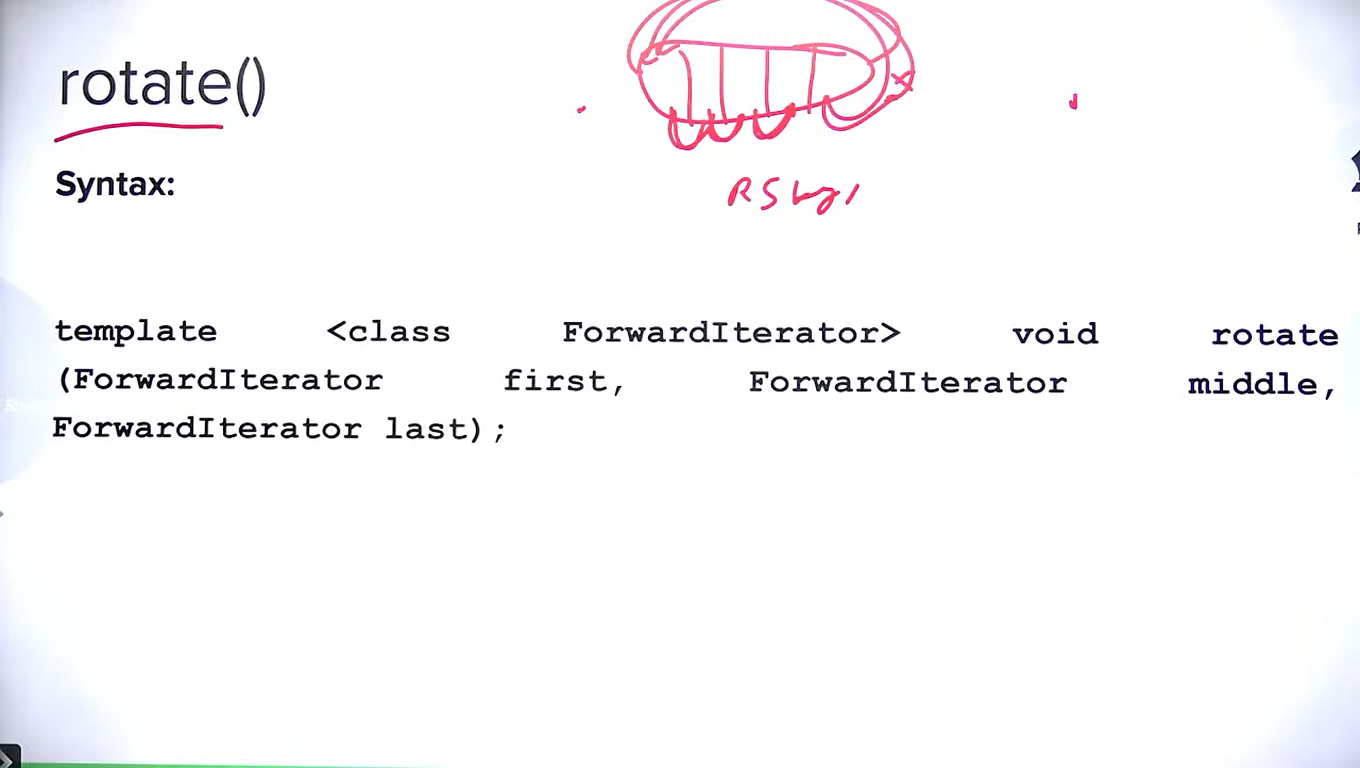 rotate()
Syntax:
template <class ForwardIterator> void rotate
(ForwardIterator first, ForwardIterator middle,
ForwardIterator last);